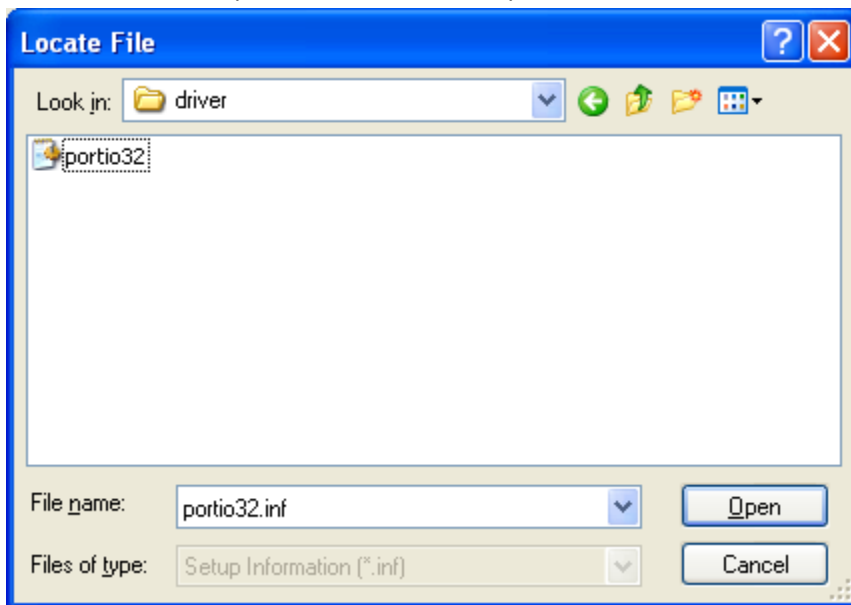 Locate File
Look in: driver
portio32
File name: portio32.inf Open
Files of type: Setup Information (*.inf) Cancel